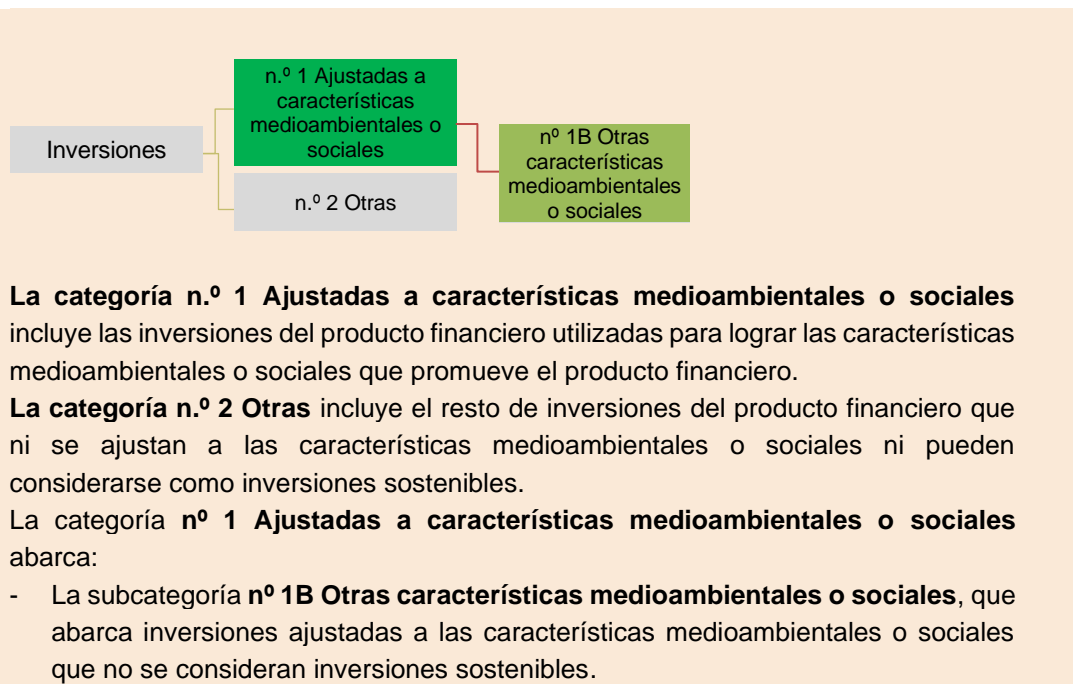 Inversiones
n.º 1 Ajustadas a
características
medioambientales o
sociales
n.º 2 Otras
nº 1B Otras
características
medioambientales
o sociales
La categoría n.º 1 Ajustadas a características medioambientales o sociales
incluye las inversiones del producto financiero utilizadas para lograr las características
medioambientales o sociales que promueve el producto financiero.
La categoría n.º 2 Otras incluye el resto de inversiones del producto financiero que
ni se ajustan a las características medioambientales o sociales ni pueden
considerarse como inversiones sostenibles.
La categoría nº 1 Ajustadas a características medioambientales o sociales
abarca:
- La subcategoría nº 1B Otras características medioambientales o sociales, que
abarca inversiones ajustadas a las características medioambientales o sociales
que no se consideran inversiones sostenibles.